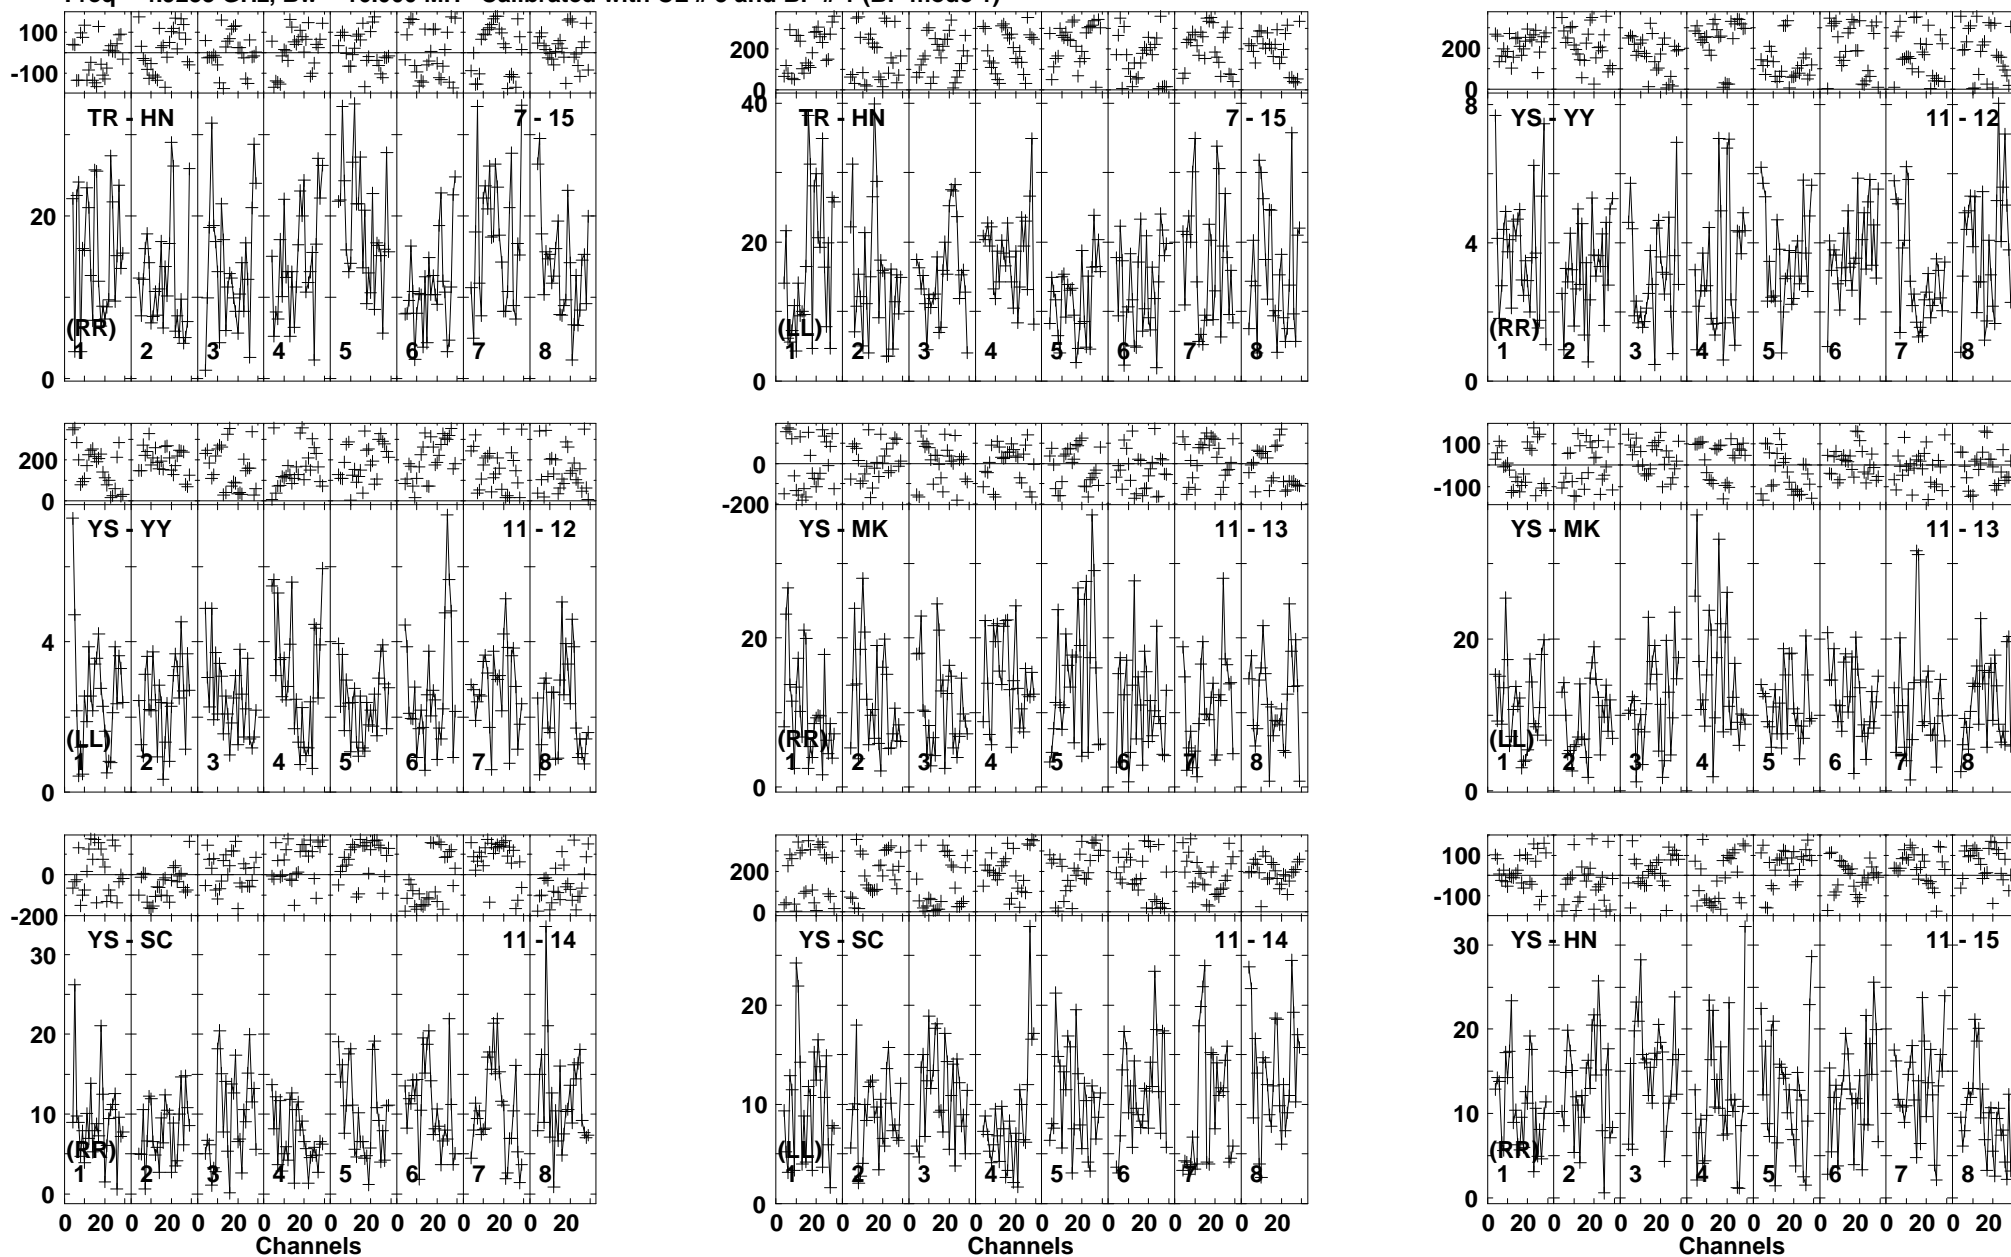 100 -100 TR - HN 7 - 15 20 0 (RR) 1 2 3 4 5 6 7 8
200 0 40 TR - HN 7 - 15 20 0 (LL) 1 2 3 4 5 6 7 8
200 0 8 YS - YY 11 - 12 4 0 (RR) 1 2 3 4 5 6 7 8
200 0 YS - YY 11 - 12 4 0 (LL) 1 2 3 4 5 6 7 8
0 -200 YS - MK 11 - 13 20 0 (RR) 1 2 3 4 5 6 7 8
100 -100 YS - MK 11 - 13 20 0 (LL) 1 2 3 4 5 6 7 8
0 -200 YS - SC 11 - 14 30 20 10 0 (RR) 1 2 3 4 5 6 7 8
200 0 YS - SC 11 - 14 20 10 0 (LL) 1 2 3 4 5 6 7 8
100 -100 YS - HN 11 - 15 30 20 10 0 (RR) 1 2 3 4 5 6 7 8
0 20 0 20 0 20 0 20 0 20 0 20 0 20 0 20
Channels
0 20 0 20 0 20 0 20 0 20 0 20 0 20 0 20
0 20 0 20 0 20 0 20 0 20 0 20 0 20 0 20
Channels